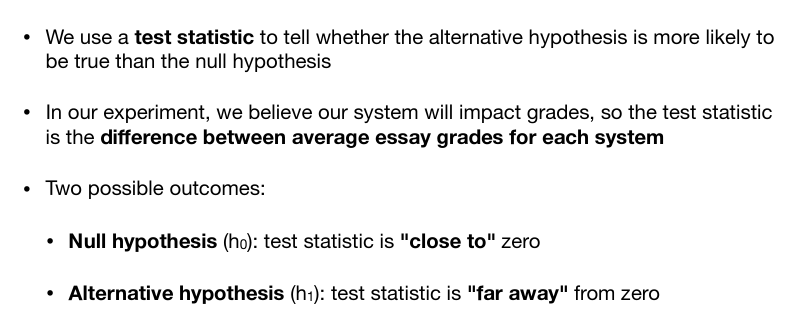 • We use a test statistic to tell whether the alternative hypothesis is more likely to
be true than the null hypothesis
• In our experiment, we believe our system will impact grades, so the test statistic
is the difference between average essay grades for each system
• Two possible outcomes:
• Null hypothesis (h₀): test statistic is "close to" zero
• Alternative hypothesis (h₁): test statistic is "far away" from zero